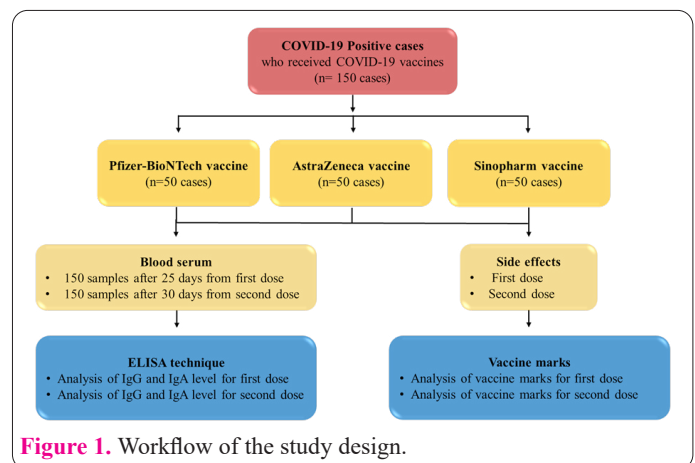 COVID-19 Positive cases
who received COVID-19 vaccines
(n= 150 cases)
Pfizer-BioNTech vaccine
(n=50 cases)
AstraZeneca vaccine
(n=50 cases)
Sinopharm vaccine
(n=50 cases)
Blood serum
• 150 samples after 25 days from first dose
• 150 samples after 30 days from second dose
Side effects
• First dose
• Second dose
ELISA technique
• Analysis of IgG and IgA level for first dose
• Analysis of IgG and IgA level for second dose
Vaccine marks
• Analysis of vaccine marks for first dose
• Analysis of vaccine marks for second dose
Figure 1. Workflow of the study design.